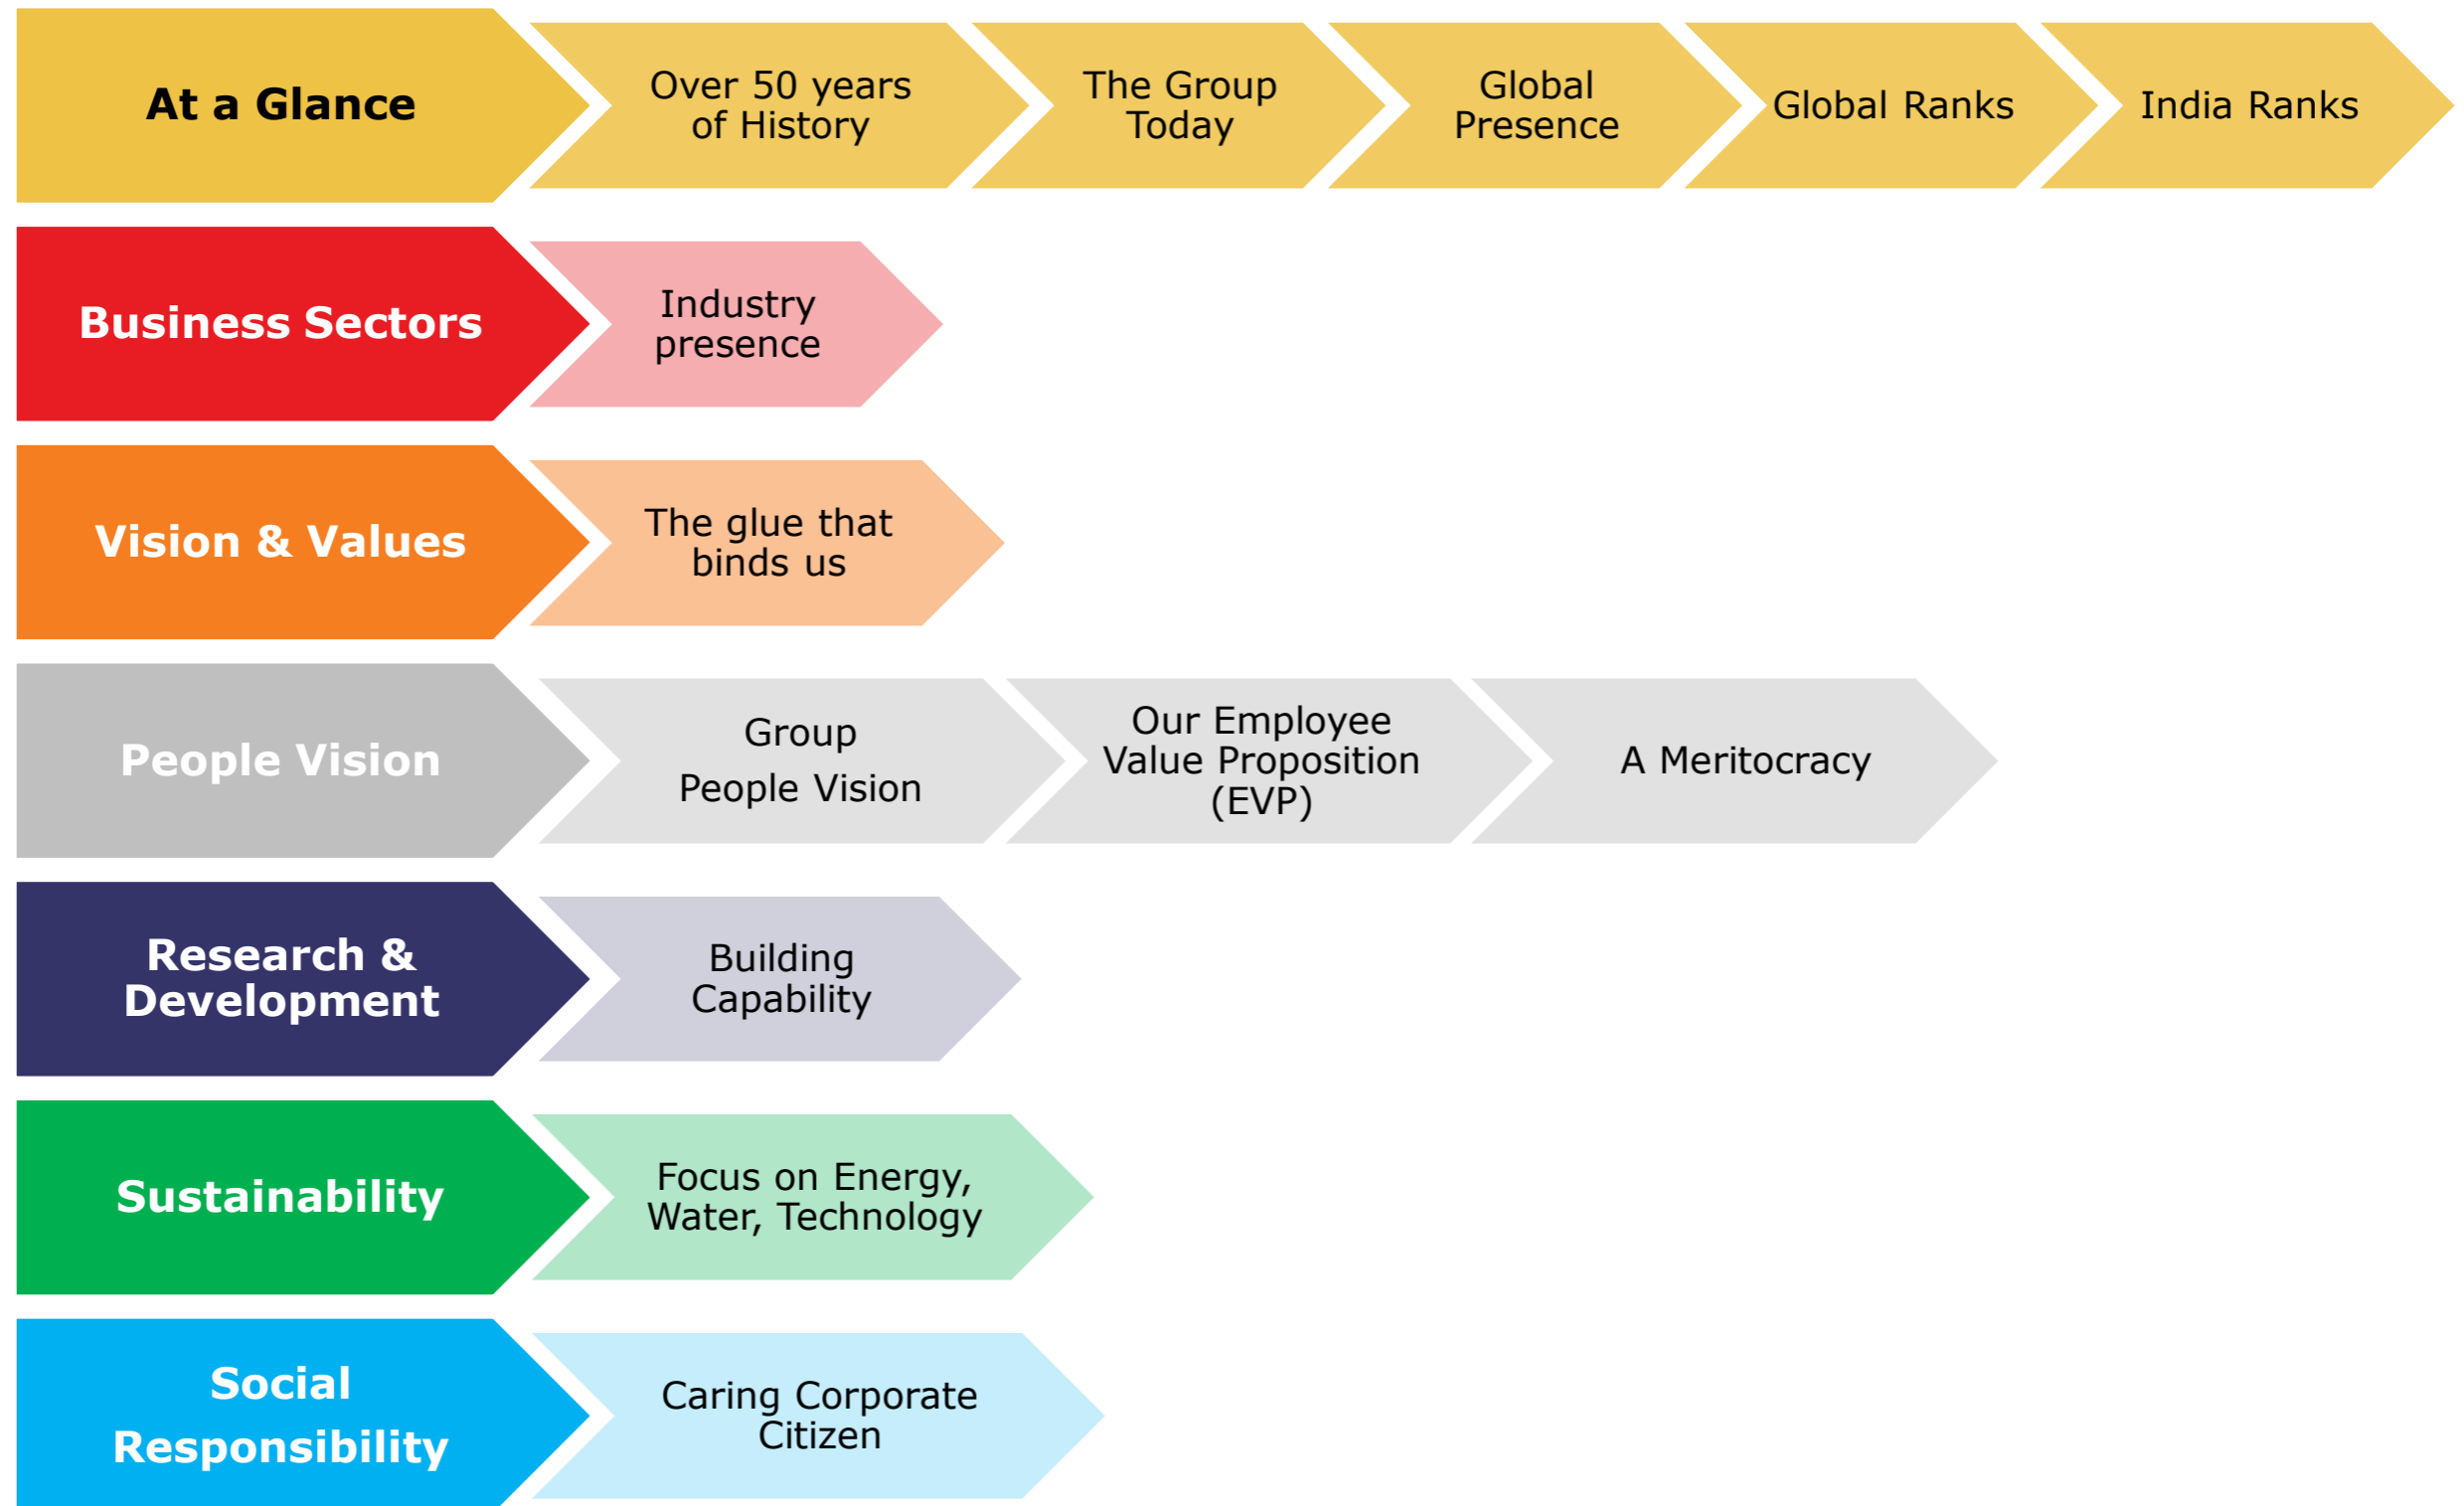 At a Glance
Over 50 years
of History
The Group
Today
Global
Presence
Global Ranks
India Ranks
Business Sectors
Industry
presence
Vision & Values
The glue that
binds us
People Vision
Group
People Vision
Our Employee
Value Proposition
(EVP)
A Meritocracy
Research &
Development
Building
Capability
Sustainability
Focus on Energy,
Water, Technology
Social
Responsibility
Caring Corporate
Citizen